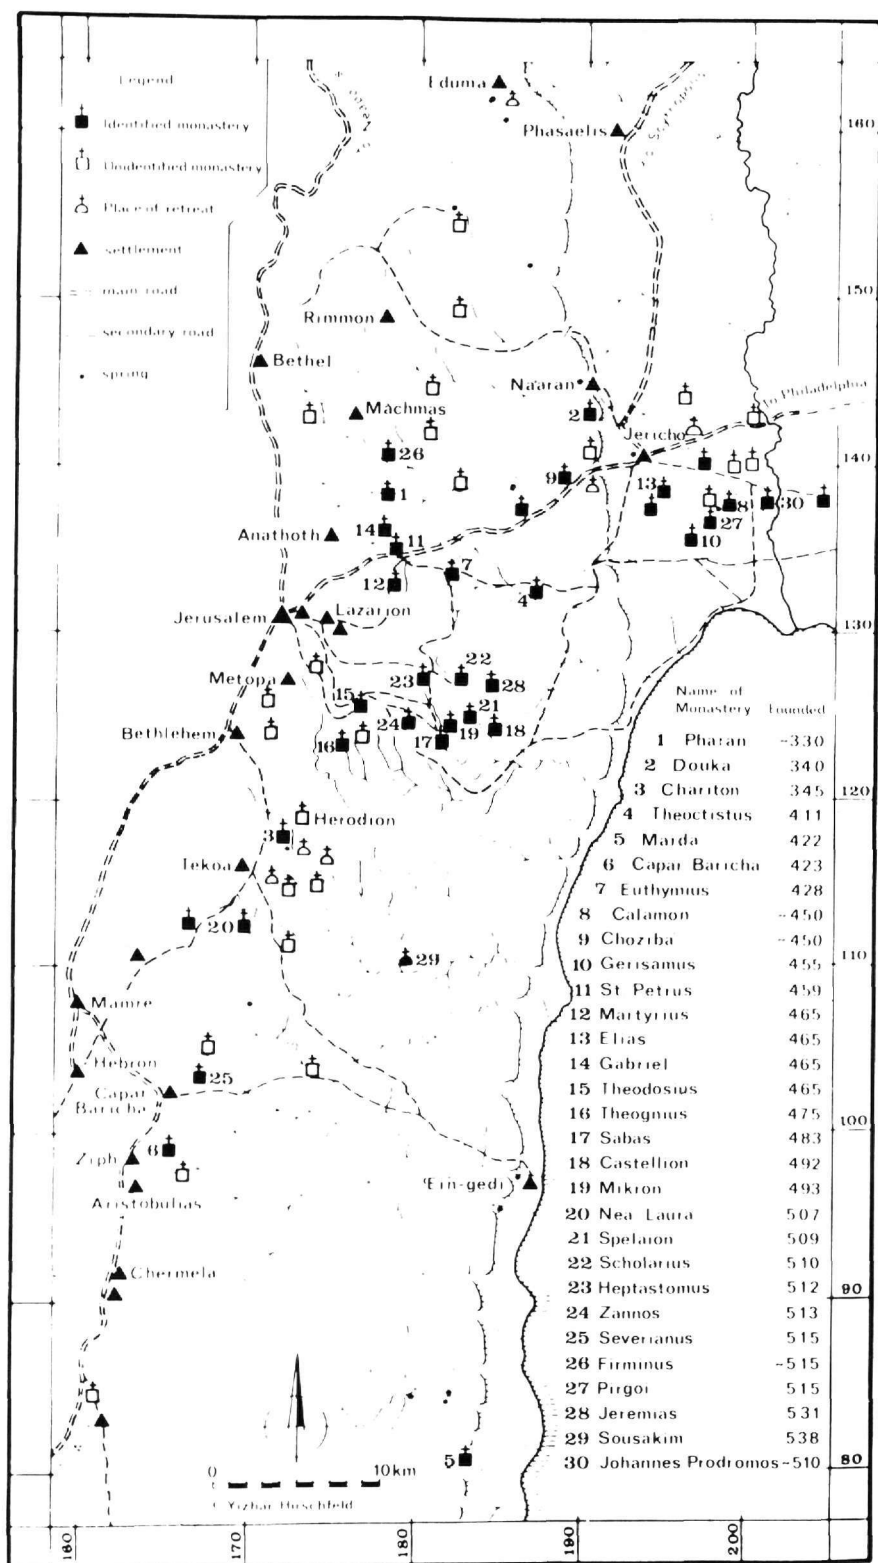 Legend
Identified monastery
Unidentified monastery
Place of retreat
settlement
main road
secondary road
spring
Eduma
Phasaelis
160
150
Rimmon
Bethel
Na'aran
to Philadelphia
Machmas
2
Jericho
26
140
9
13
1
8
30
27
14
Anathoth
11
10
7
12
4
Jerusalem
Lazarion
130
22
23
28
Metopa
15
21
24
19
18
Bethlehem
17
16
120
3
Herodion
Tekoa
20
29
110
Mamre
Hebron
25
Capar
Baricha
100
6
Ziph
'Ein-gedi
Aristobulias
Chermela
90
5
80
0 10km
© Yizhar Hirschfeld
160 170 180 190 200
Name of
Monastery Founded
1 Pharan ~330
2 Douka 340
3 Chariton 345
4 Theoctistus 411
5 Marda 422
6 Capar Baricha 423
7 Euthymius 428
8 Calamon ~450
9 Choziba ~450
10 Gerisamus 455
11 St Petrus 459
12 Martyrius 465
13 Elias 465
14 Gabriel 465
15 Theodosius 465
16 Theognius 475
17 Sabas 483
18 Castellion 492
19 Mikron 493
20 Nea Laura 507
21 Spelaion 509
22 Scholarius 510
23 Heptastomus 512
24 Zannos 513
25 Severianus 515
26 Firminus ~515
27 Pirgoi 515
28 Jeremias 531
29 Sousakim 538
30 Johannes Prodromos ~510